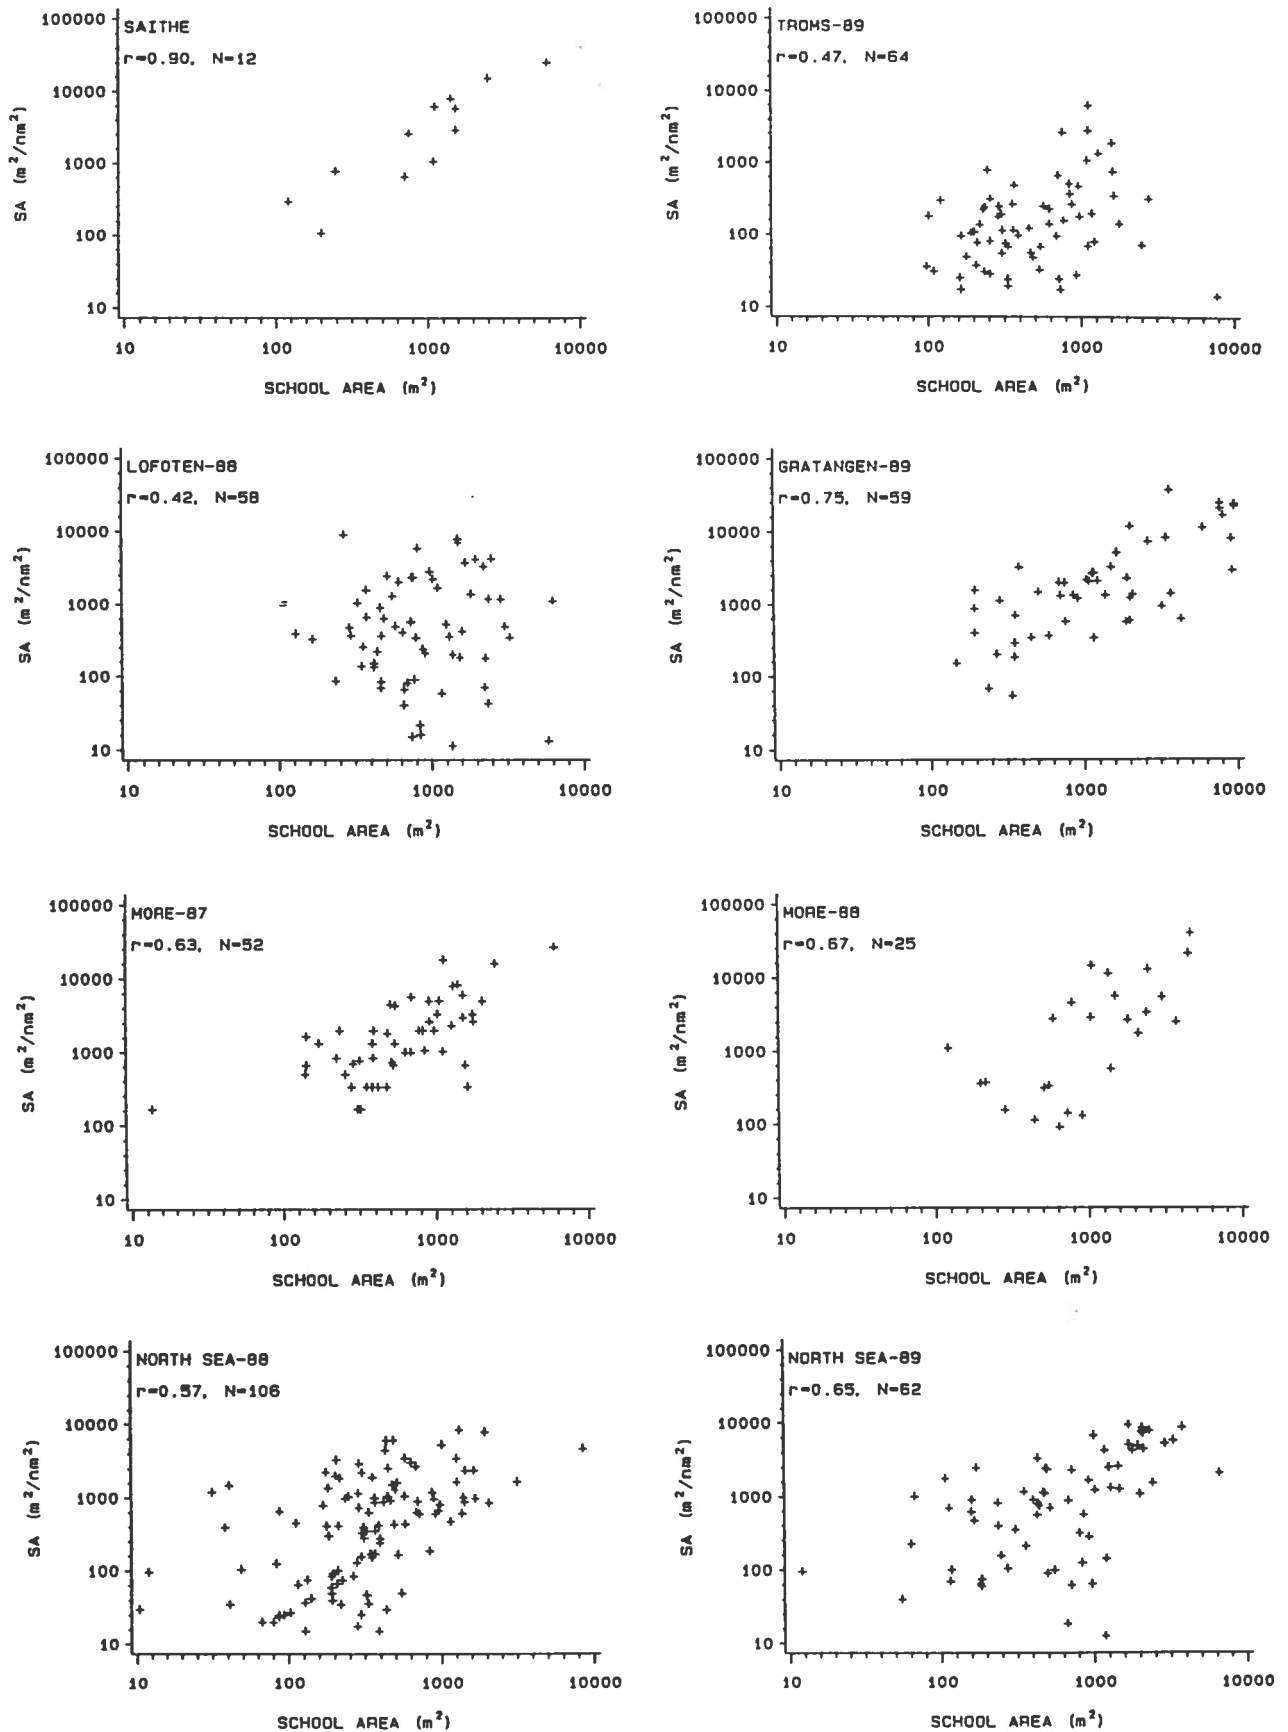 SAITHE
r=0.90, N=12
100000
10000
1000
100
10
SA (m²/nm²)
10 100 1000 10000
SCHOOL AREA (m²)
TROMS-89
r=0.47, N=64
100000
10000
1000
100
10
SA (m²/nm²)
10 100 1000 10000
SCHOOL AREA (m²)
LOFOTEN-88
r=0.42, N=58
100000
10000
1000
100
10
SA (m²/nm²)
10 100 1000 10000
SCHOOL AREA (m²)
GRATANGEN-89
r=0.75, N=59
100000
10000
1000
100
10
SA (m²/nm²)
10 100 1000 10000
SCHOOL AREA (m²)
MORE-87
r=0.63, N=52
100000
10000
1000
100
10
SA (m²/nm²)
10 100 1000 10000
SCHOOL AREA (m²)
MORE-88
r=0.67, N=25
100000
10000
1000
100
10
SA (m²/nm²)
10 100 1000 10000
SCHOOL AREA (m²)
NORTH SEA-88
r=0.57, N=106
100000
10000
1000
100
10
SA (m²/nm²)
10 100 1000 10000
SCHOOL AREA (m²)
NORTH SEA-89
r=0.65, N=62
100000
10000
1000
100
10
SA (m²/nm²)
10 100 1000 10000
SCHOOL AREA (m²)